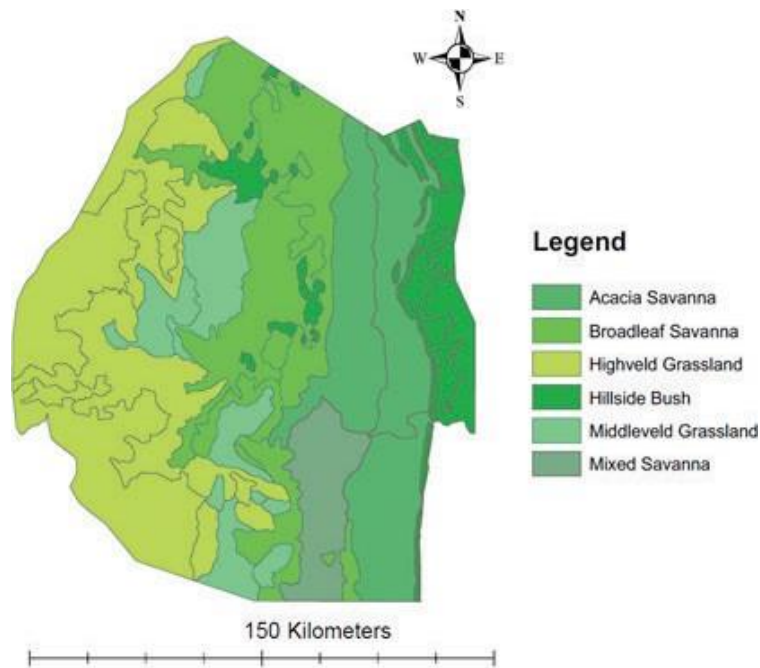 N
W E
S
Legend
Acacia Savanna
Broadleaf Savanna
Highveld Grassland
Hillside Bush
Middleveld Grassland
Mixed Savanna
150 Kilometers